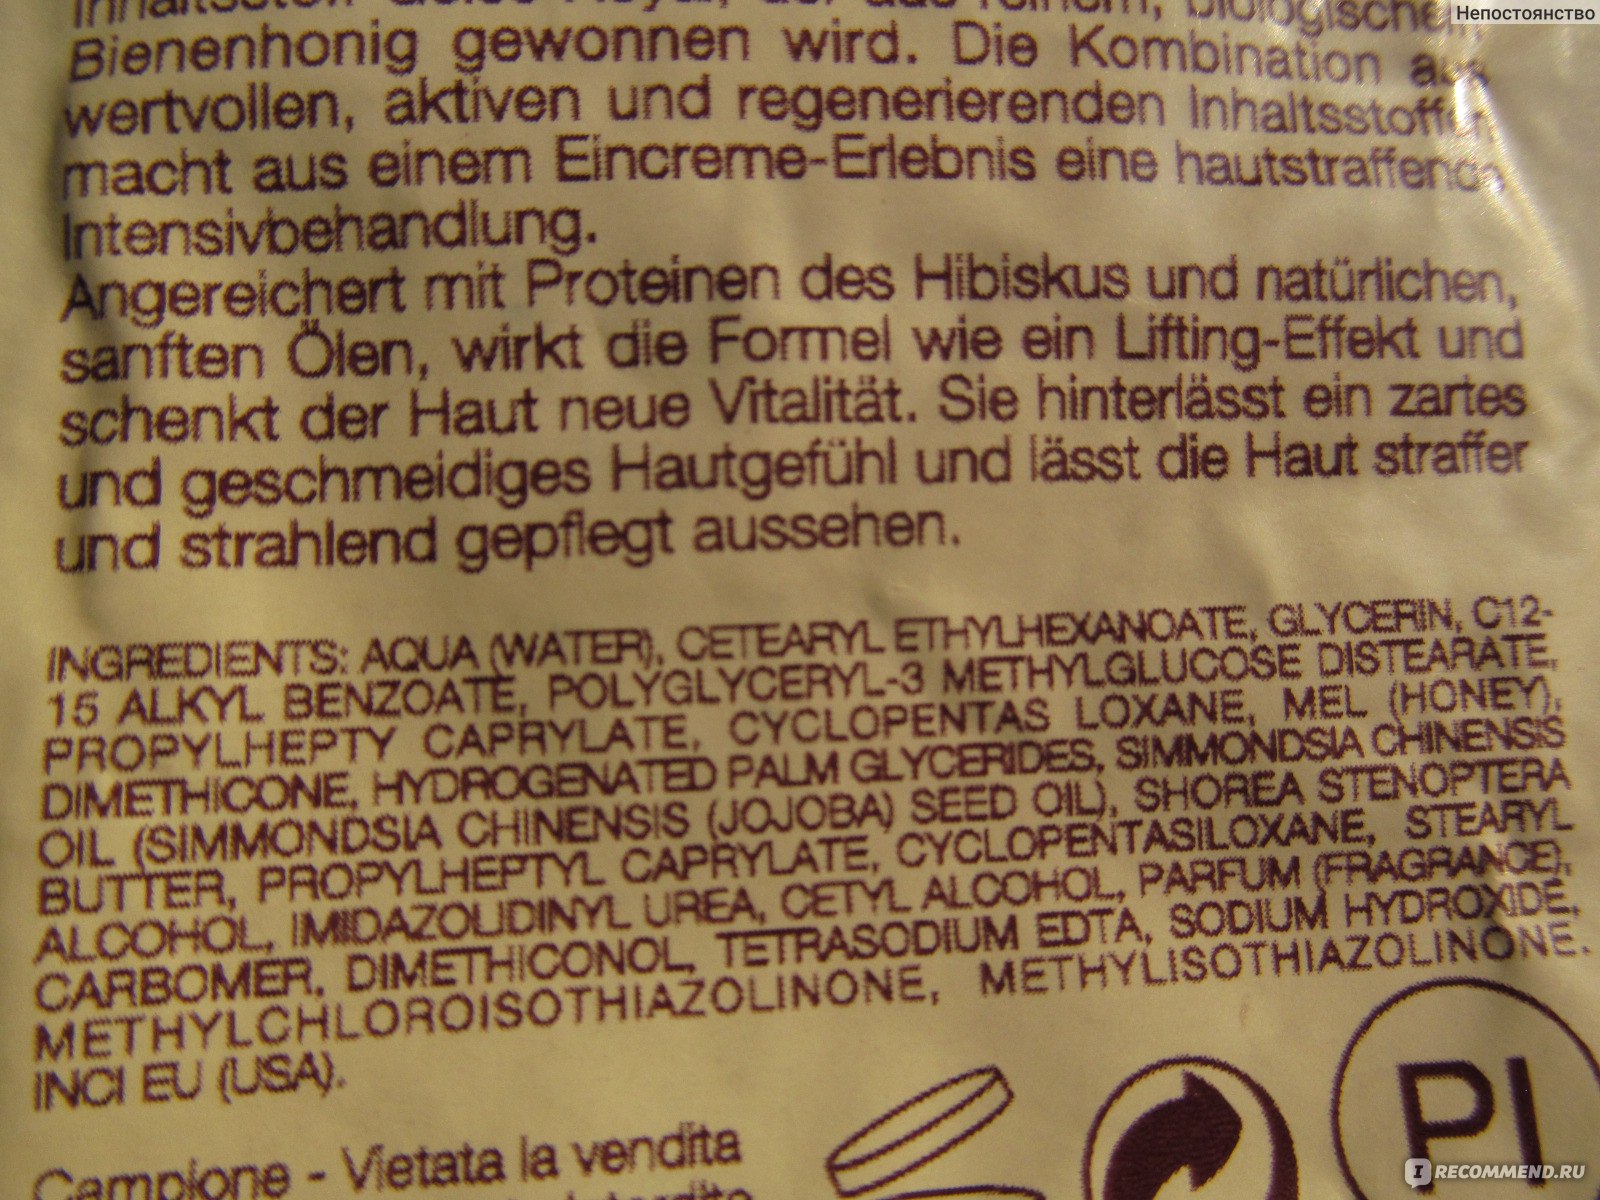 Непостоянство
Bienenhonig gewonnen wird. Die Kombination aus
wertvollen, aktiven und regenerierenden Inhaltsstoffen
macht aus einem Eincreme-Erlebnis eine hautstraffende
Intensivbehandlung.
Angereichert mit Proteinen des Hibiskus und natürlichen,
sanften Ölen, wirkt die Formel wie ein Lifting-Effekt und
schenkt der Haut neue Vitalität. Sie hinterlässt ein zartes
und geschmeidiges Hautgefühl und lässt die Haut straffer
und strahlend gepflegt aussehen.
INGREDIENTS: AQUA (WATER), CETEARYL ETHYLHEXANOATE, GLYCERIN, C12-
15 ALKYL BENZOATE, POLYGLYCERYL-3 METHYLGLUCOSE DISTEARATE,
PROPYLHEPTY CAPRYLATE, CYCLOPENTAS LOXANE, MEL (HONEY),
DIMETHICONE, HYDROGENATED PALM GLYCERIDES, SIMMONDSIA CHINENSIS
OIL (SIMMONDSIA CHINENSIS (JOJOBA) SEED OIL), SHOREA STENOPTERA
BUTTER, PROPYLHEPTYL CAPRYLATE, CYCLOPENTASILOXANE, STEARYL
ALCOHOL, IMIDAZOLIDINYL UREA, CETYL ALCOHOL, PARFUM (FRAGRANCE),
CARBOMER, DIMETHICONOL, TETRASODIUM EDTA, SODIUM HYDROXIDE,
METHYLCHLOROISOTHIAZOLINONE, METHYLISOTHIAZOLINONE.
INCI EU (USA).
Campione - Vietata la vendita
PI
RECOMMEND.RU